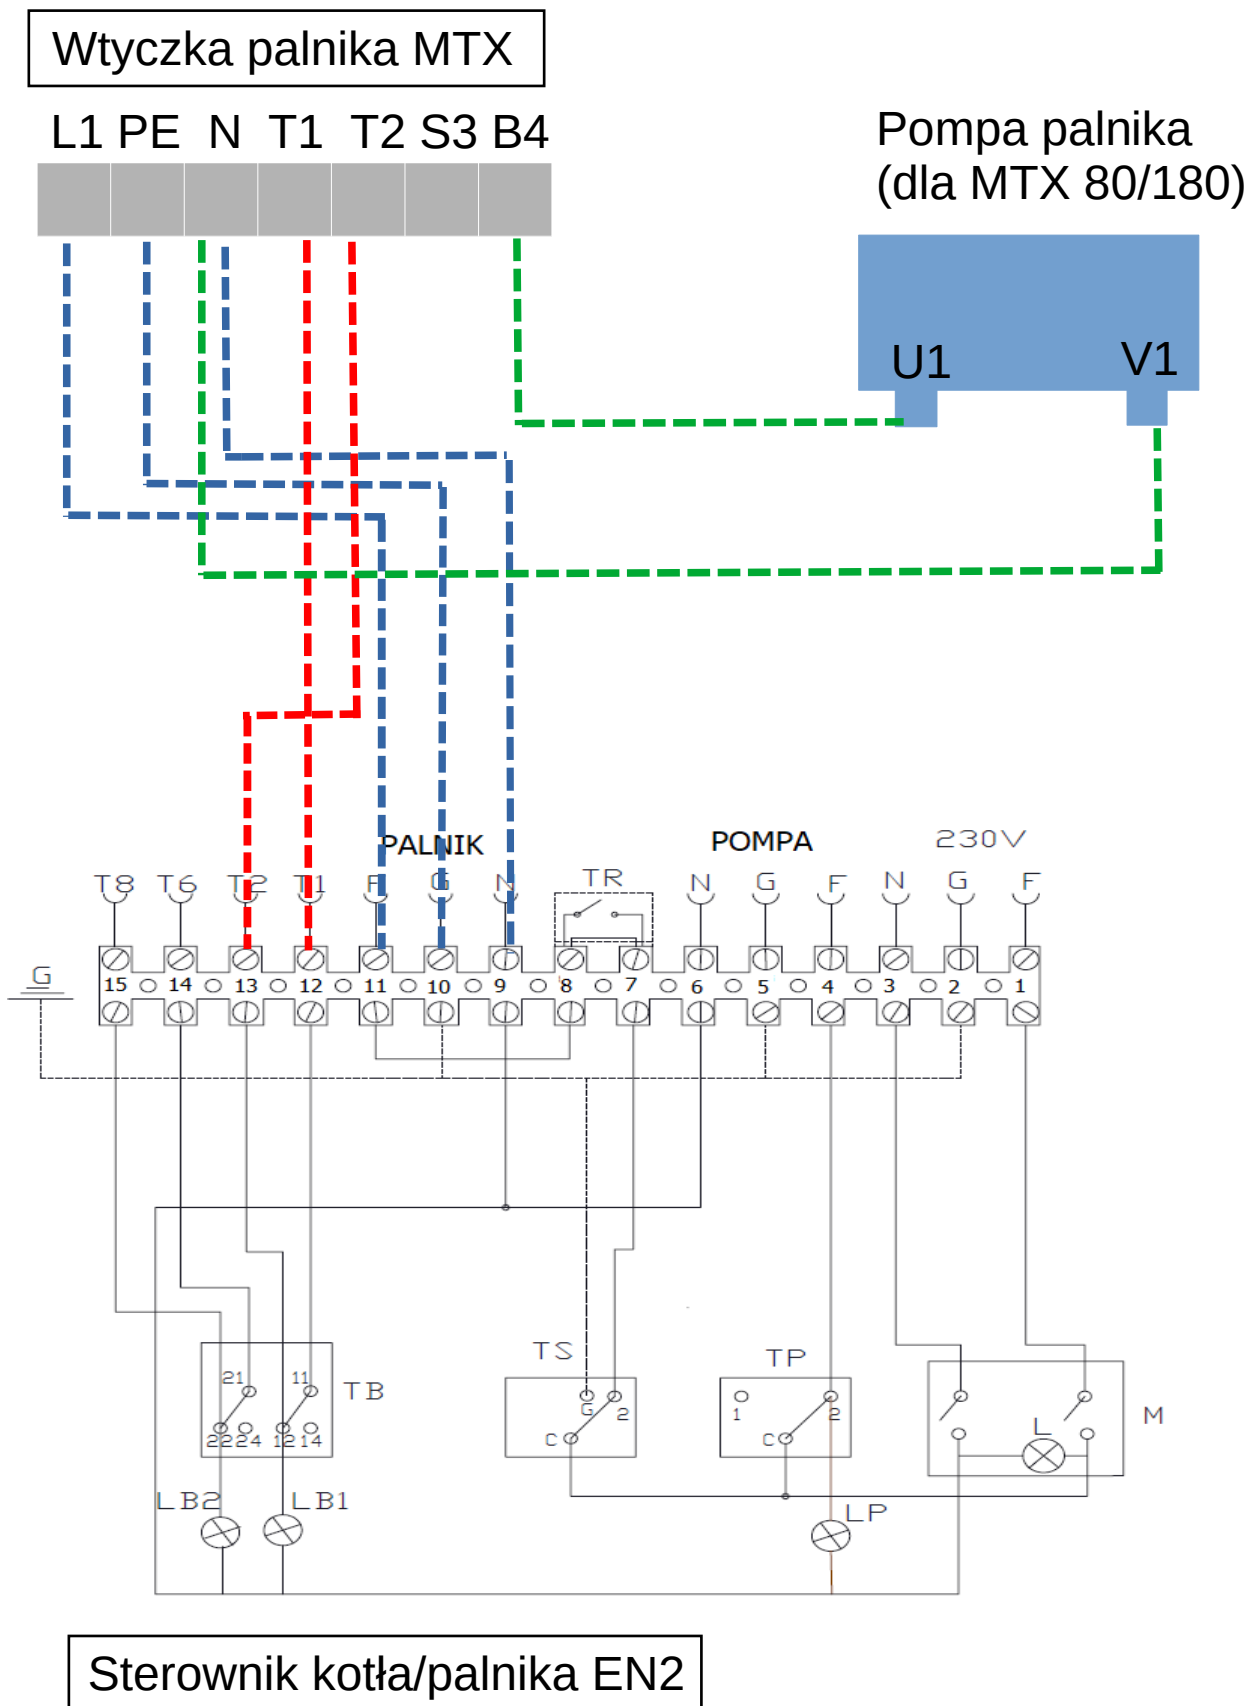 Wtyczka palnika MTX
L1 PE N T1 T2 S3 B4
Pompa palnika
(dla MTX 80/180)
U1 V1
PALNIK POMPA 230V
T8 T6 T2 T1 F G N TR N G F N G F
G
15 14 13 12 11 10 9 8 7 6 5 4 3 2 1
TS TP
21 11 TB G 2 1 2 M
22 24 12 14 C C L
LB2 LB1 LP
Sterownik kotła/palnika EN2